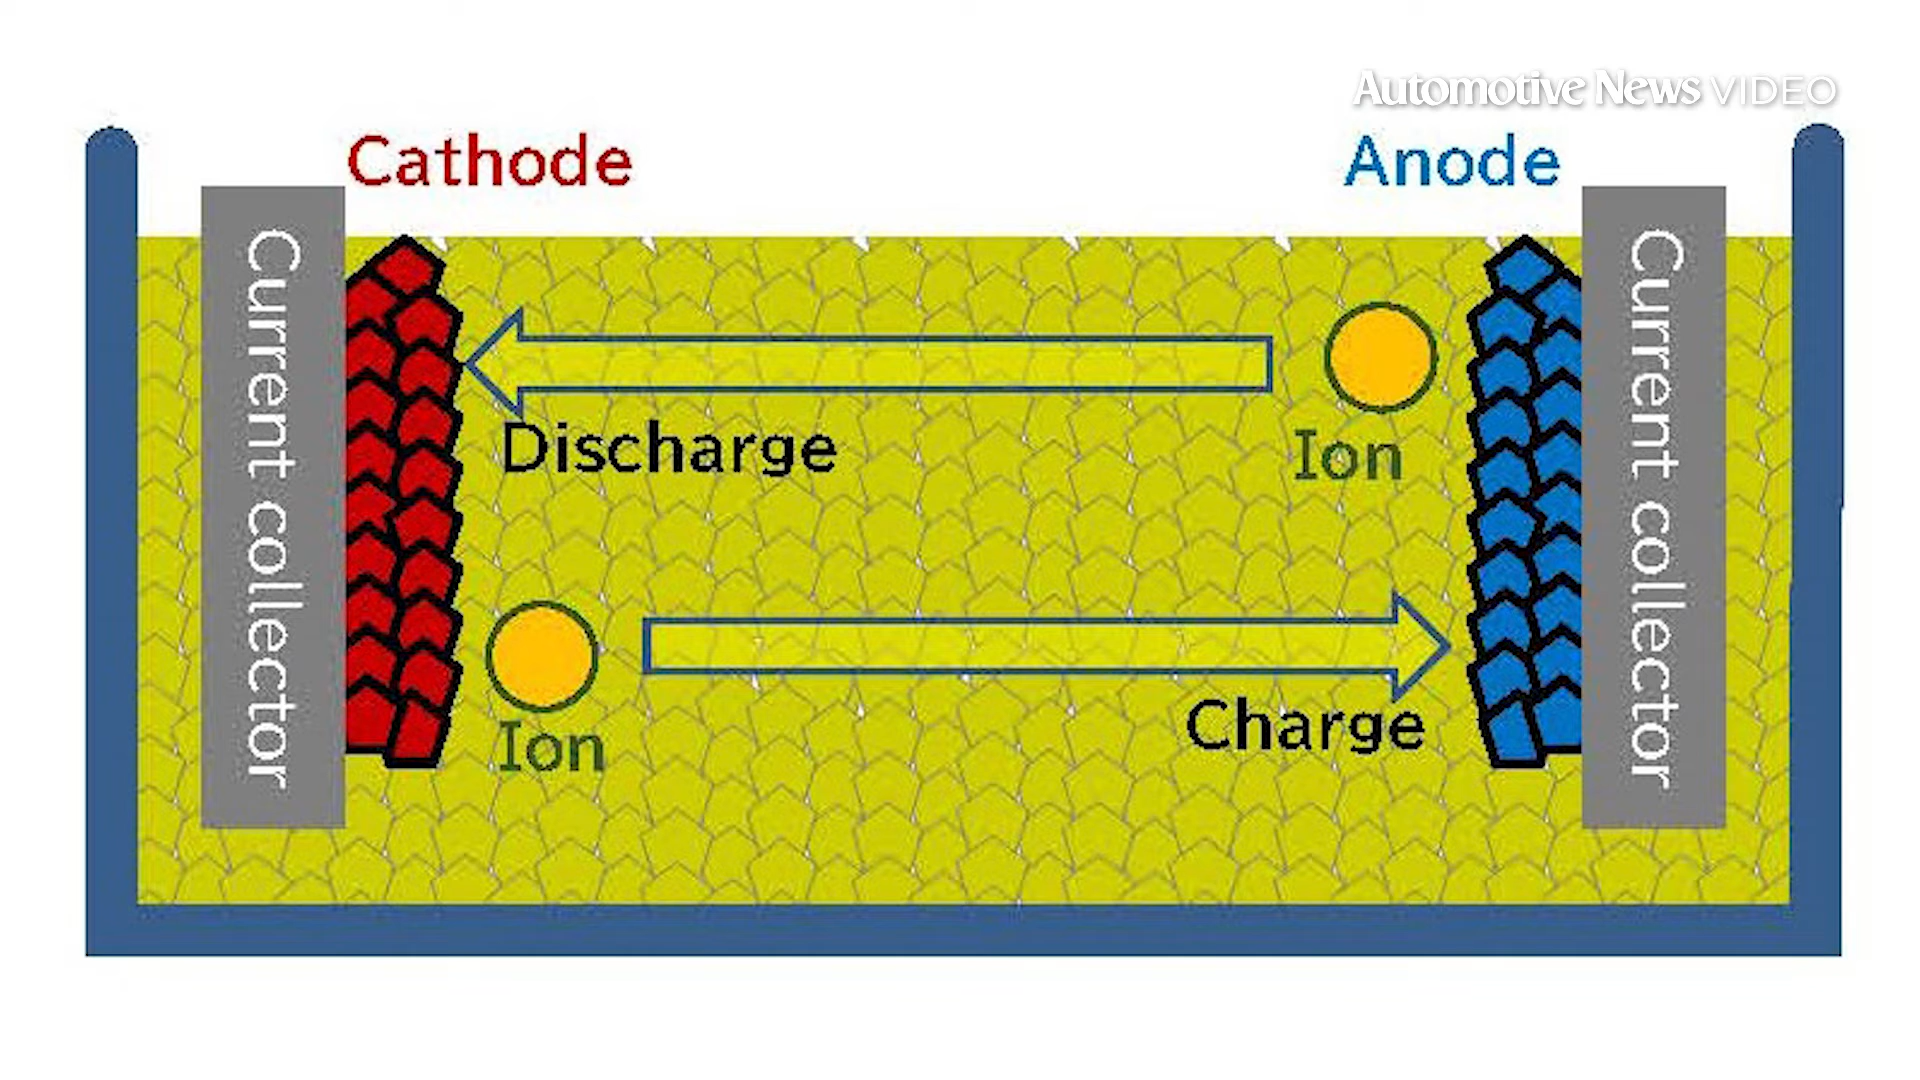 Automotive News VIDEO
Cathode
Anode
Current collector
Current collector
Discharge
Ion
Ion
Charge